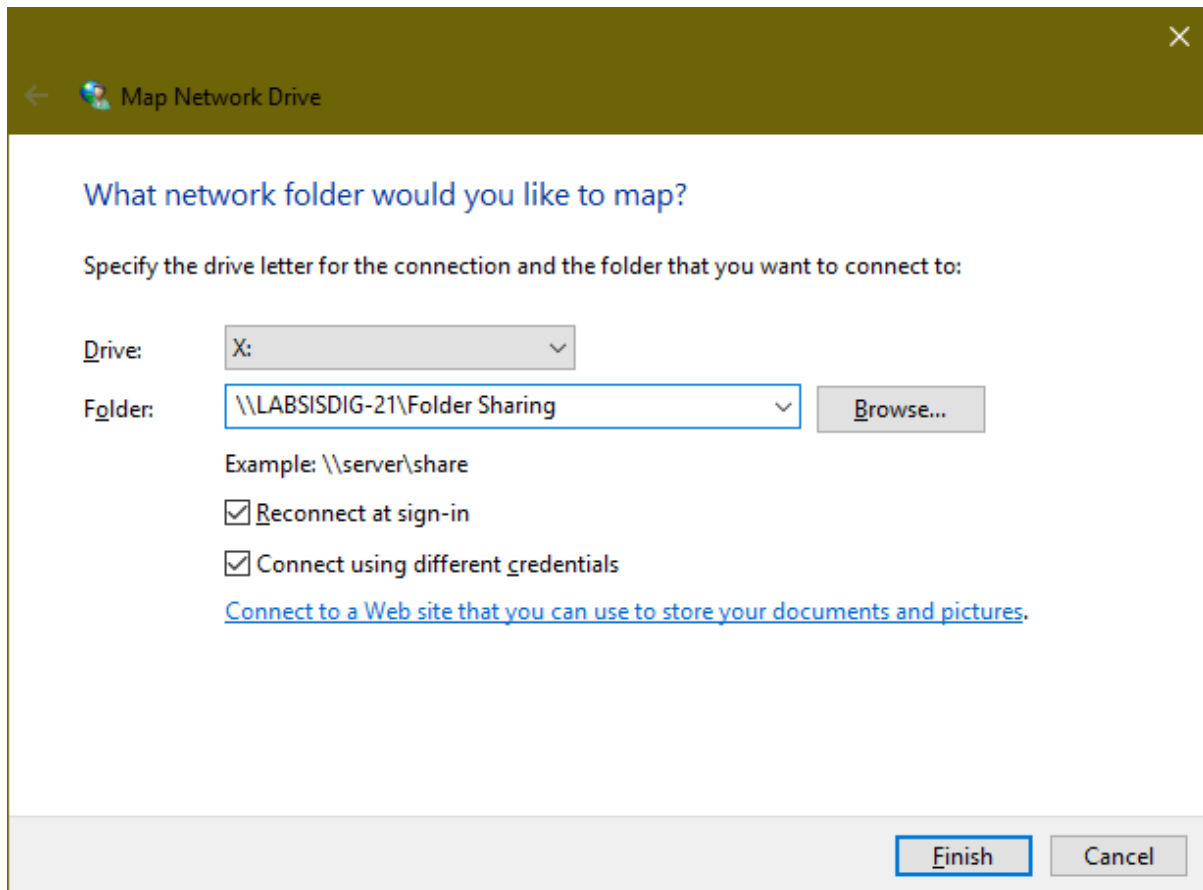 Map Network Drive
What network folder would you like to map?
Specify the drive letter for the connection and the folder that you want to connect to:
Drive: X:
Folder: \\LABSISDIG-21\Folder Sharing Browse...
Example: \\server\share
Reconnect at sign-in
Connect using different credentials
Connect to a Web site that you can use to store your documents and pictures.
Finish Cancel